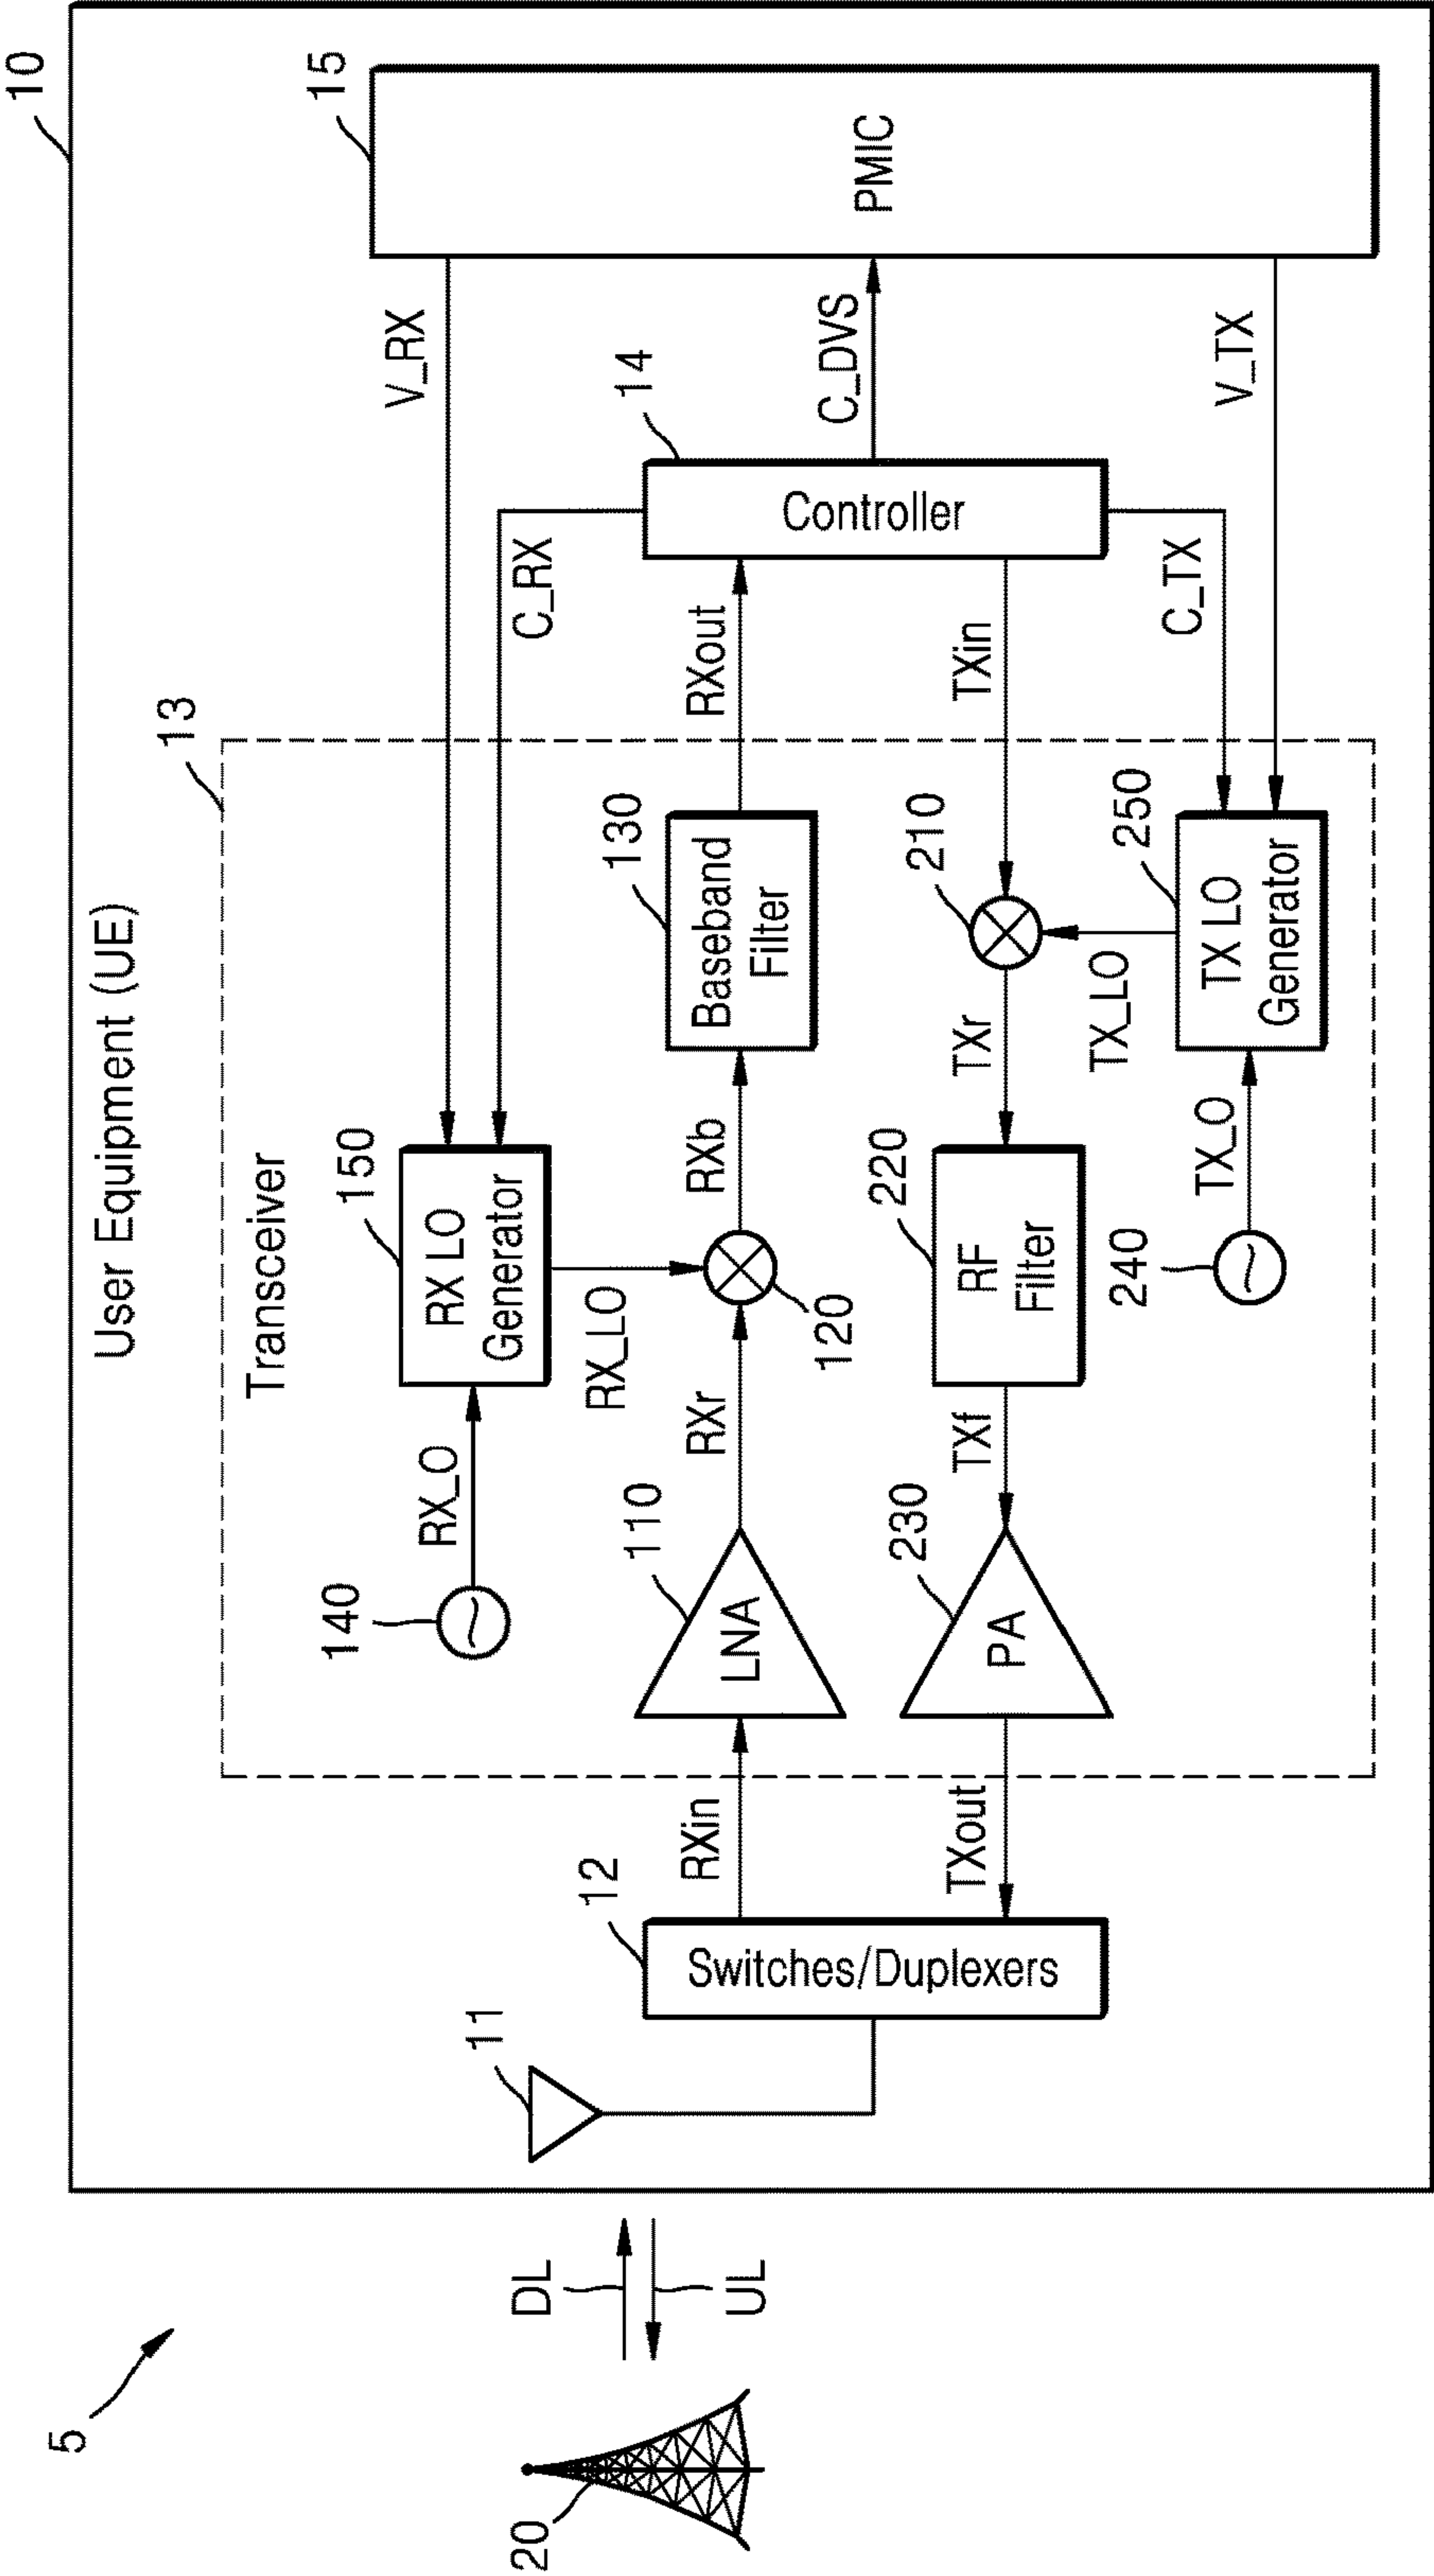 5
10
User Equipment (UE)
13
Transceiver
15
V_RX
140
RX_O
150
RX LO
Generator
C_RX
11
RX_LO
DL
20
UL
12
RXin
110
LNA
RXr
120
RXb
130
Baseband
Filter
RXout
14
Controller
C_DVS
PMIC
Switches/Duplexers
TXout
230
PA
TXf
220
RF
Filter
TXr
210
TXin
TX_LO
240
TX_O
250
TX LO
Generator
C_TX
V_TX